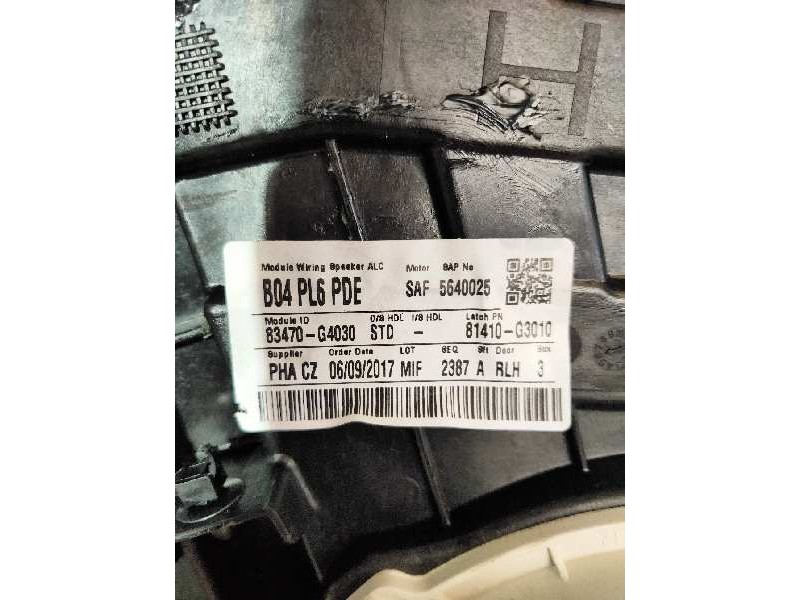 H
Module Wiring Speaker ALC Motor SAP No
B04 PL6 PDE SAF 5640025
Module ID O/S HDL I/S HDL Latch PN
83470-G4030 STD - 81410-G3010
Supplier Order Date LOT SEQ Sft Door
PHA CZ 06/09/2017 MIF 2387 A RLH 3